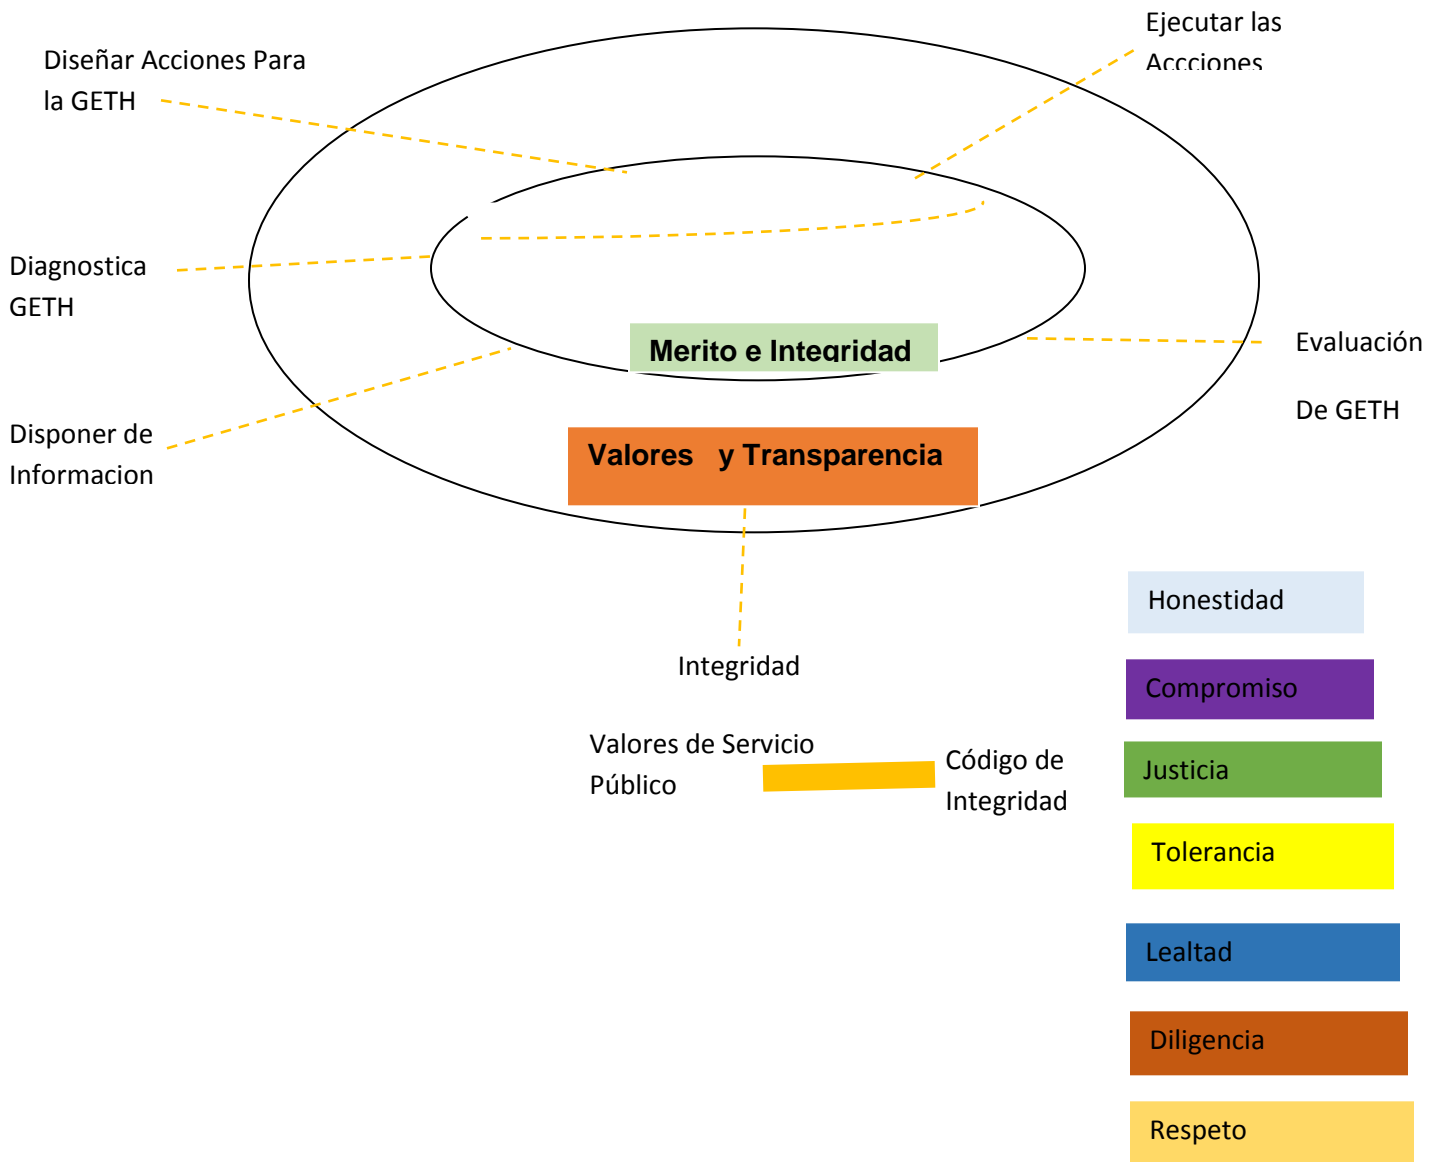 Ejecutar las
Accciones
Diseñar Acciones Para
la GETH
Diagnostica
GETH
Merito e Integridad
Evaluación
De GETH
Disponer de
Informacion
Valores y Transparencia
Integridad
Valores de Servicio
Público
Código de
Integridad
Honestidad
Compromiso
Justicia
Tolerancia
Lealtad
Diligencia
Respeto